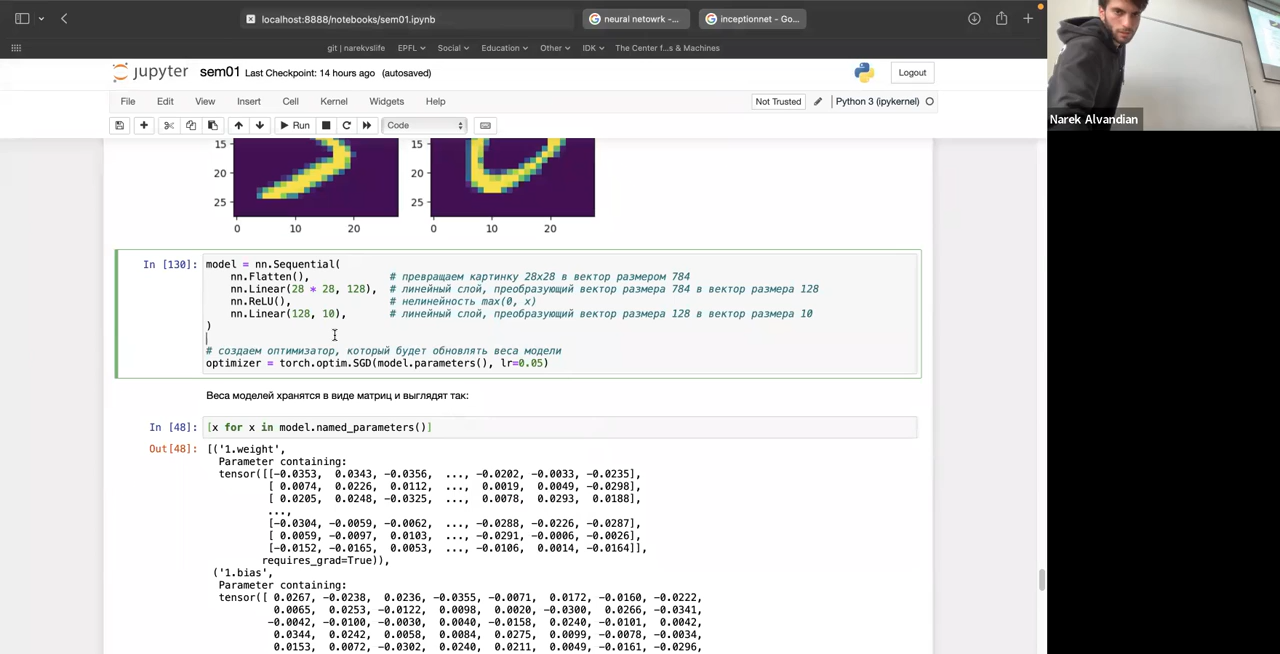 localhost:8888/notebooks/sem01.ipynb
neural netowrk -...
inceptionnet - Go...
git | narekvslife EPFL Social Education Other IDK The Center f...s & Machines
jupyter sem01 Last Checkpoint: 14 hours ago (autosaved)
Logout
File Edit View Insert Cell Kernel Widgets Help
Not Trusted
Python 3 (ipykernel)
Run
Code
15
20
25
0 10 20
15
20
25
0 10 20
In [130]:
model = nn.Sequential(
nn.Flatten(), # превращаем картинку 28x28 в вектор размером 784
nn.Linear(28 * 28, 128), # линейный слой, преобразующий вектор размера 784 в вектор размера 128
nn.ReLU(), # нелинейность max(0, x)
nn.Linear(128, 10), # линейный слой, преобразующий вектор размера 128 в вектор размера 10
)
# создаем оптимизатор, который будет обновлять веса модели
optimizer = torch.optim.SGD(model.parameters(), lr=0.05)
Веса моделей хранятся в виде матриц и выглядят так:
In [48]: [x for x in model.named_parameters()]
Out[48]: [('1.weight',
Parameter containing:
tensor([[-0.0353, 0.0343, -0.0356, ..., -0.0202, -0.0033, -0.0235],
[ 0.0074, 0.0226, 0.0112, ..., 0.0019, 0.0049, -0.0298],
[ 0.0205, 0.0248, -0.0325, ..., 0.0078, 0.0293, 0.0188],
...,
[-0.0304, -0.0059, -0.0062, ..., -0.0288, -0.0226, -0.0287],
[ 0.0059, -0.0097, 0.0103, ..., -0.0291, -0.0006, -0.0026],
[-0.0152, -0.0165, 0.0053, ..., -0.0106, 0.0014, -0.0164]],
requires_grad=True)),
('1.bias',
Parameter containing:
tensor([ 0.0267, -0.0238, 0.0236, -0.0355, -0.0071, 0.0172, -0.0160, -0.0222,
0.0065, 0.0253, -0.0122, 0.0098, 0.0020, -0.0300, 0.0266, -0.0341,
-0.0042, -0.0100, -0.0030, 0.0040, -0.0158, 0.0240, -0.0101, 0.0042,
0.0344, 0.0242, 0.0058, 0.0084, 0.0275, 0.0099, -0.0078, -0.0034,
0.0153, 0.0072, -0.0302, 0.0240, 0.0211, 0.0049, -0.0161, -0.0296,
Narek Alvandian